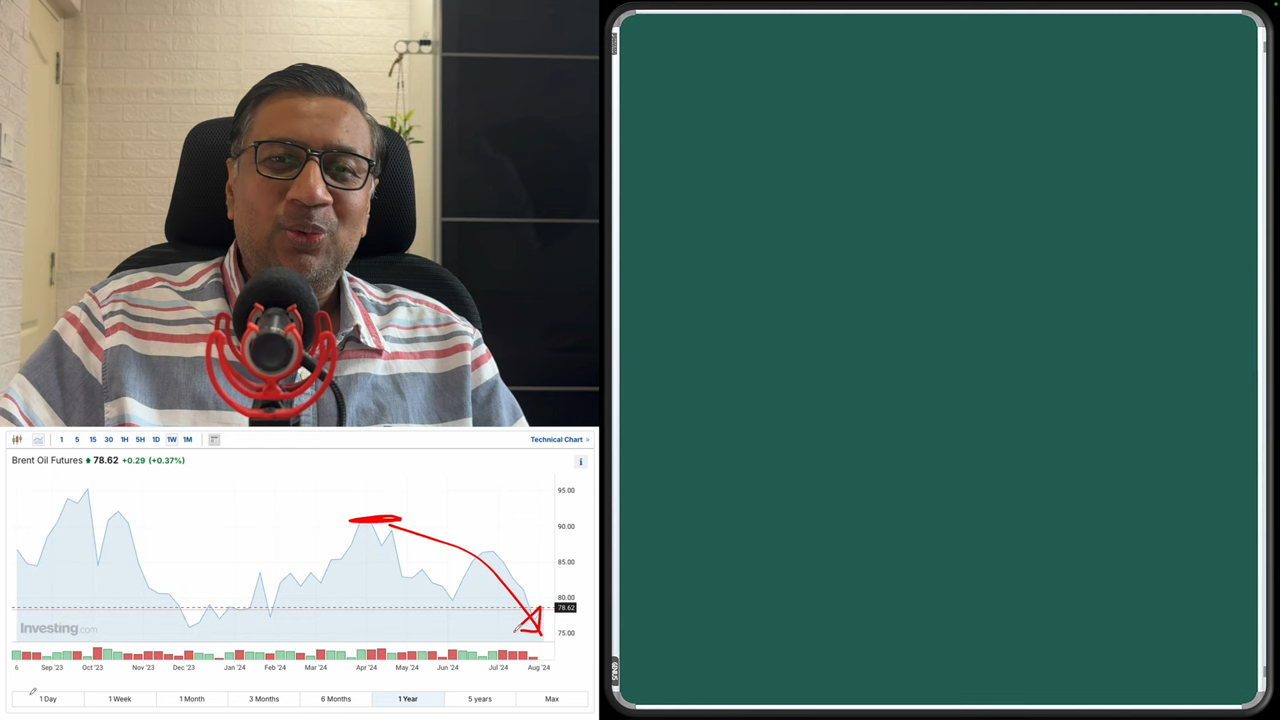 1 5 15 30 1H 5H 1D 1W 1M
Technical Chart »
Brent Oil Futures 78.62 +0.29 (+0.37%)
95.00
90.00
85.00
80.00
78.62
75.00
Investing.com
6 Sep '23 Oct '23 Nov '23 Dec '23 Jan '24 Feb '24 Mar '24 Apr '24 May '24 Jun '24 Jul '24 Aug '24
1 Day 1 Week 1 Month 3 Months 6 Months 1 Year 5 years Max
GENIUS